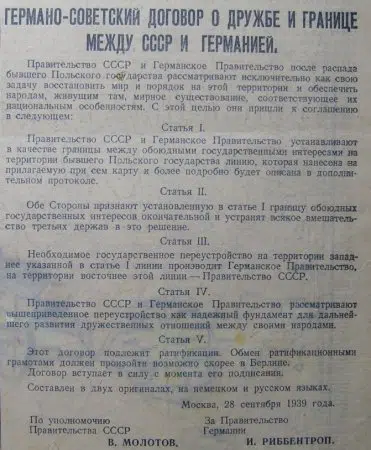 ГЕРМАНО-СОВЕТСКИЙ ДОГОВОР О ДРУЖБЕ И ГРАНИЦЕ
МЕЖДУ СССР И ГЕРМАНИЕЙ.
Правительство СССР и Германское Правительство после распада
бывшего Польского государства рассматривают исключительно как свою
задачу восстановить мир и порядок на этой территории и обеспечить
народам, живущим там, мирное существование, соответствующее их
национальным особенностям. С этой целью они пришли к соглашению
в следующем:
Статья I.
Правительство СССР и Германское Правительство устанавливают
в качестве границы между обоюдными государственными интересами на
территории бывшего Польского государства линию, которая нанесена на
прилагаемую при сем карту и более подробно будет описана в дополни-
тельном протоколе.
Статья II.
Обе Стороны признают установленную в статье I границу обоюдных
государственных интересов окончательной и устранят всякое вмешатель-
ство третьих держав в это решение.
Статья III.
Необходимое государственное переустройство на территории запад-
нее указанной в статье I линии производит Германское Правительство,
на территории восточнее этой линии — Правительство СССР.
Статья IV.
Правительство СССР и Германское Правительство рассматривают
вышеприведенное переустройство как надежный фундамент для дальней-
шего развития дружественных отношений между своими народами.
Статья V.
Этот договор подлежит ратификации. Обмен ратификационными
грамотами должен произойти возможно скорее в Берлине.
Договор вступает в силу с момента его подписания.
Составлен в двух оригиналах, на немецком и русском языках.
Москва, 28 сентября 1939 года.
По уполномочию За Правительство
Правительства СССР Германии
В. МОЛОТОВ. И. РИББЕНТРОП.